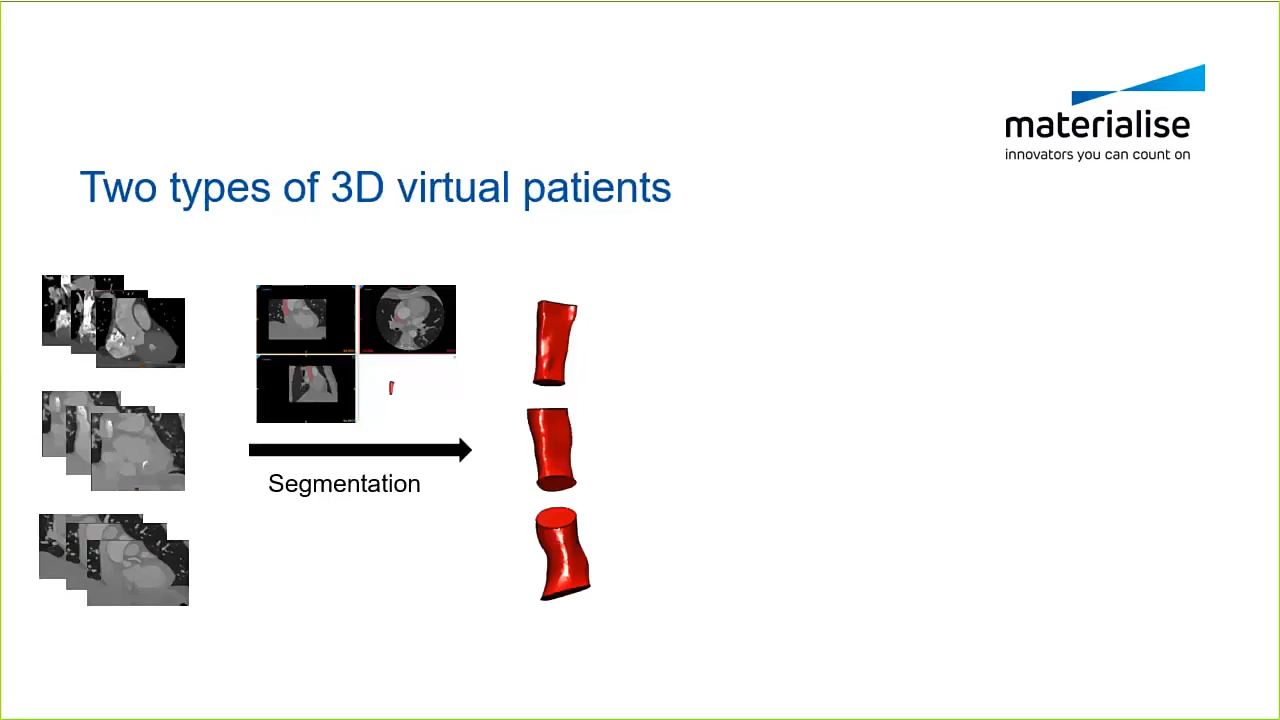 materialise
innovators you can count on
Two types of 3D virtual patients
Segmentation